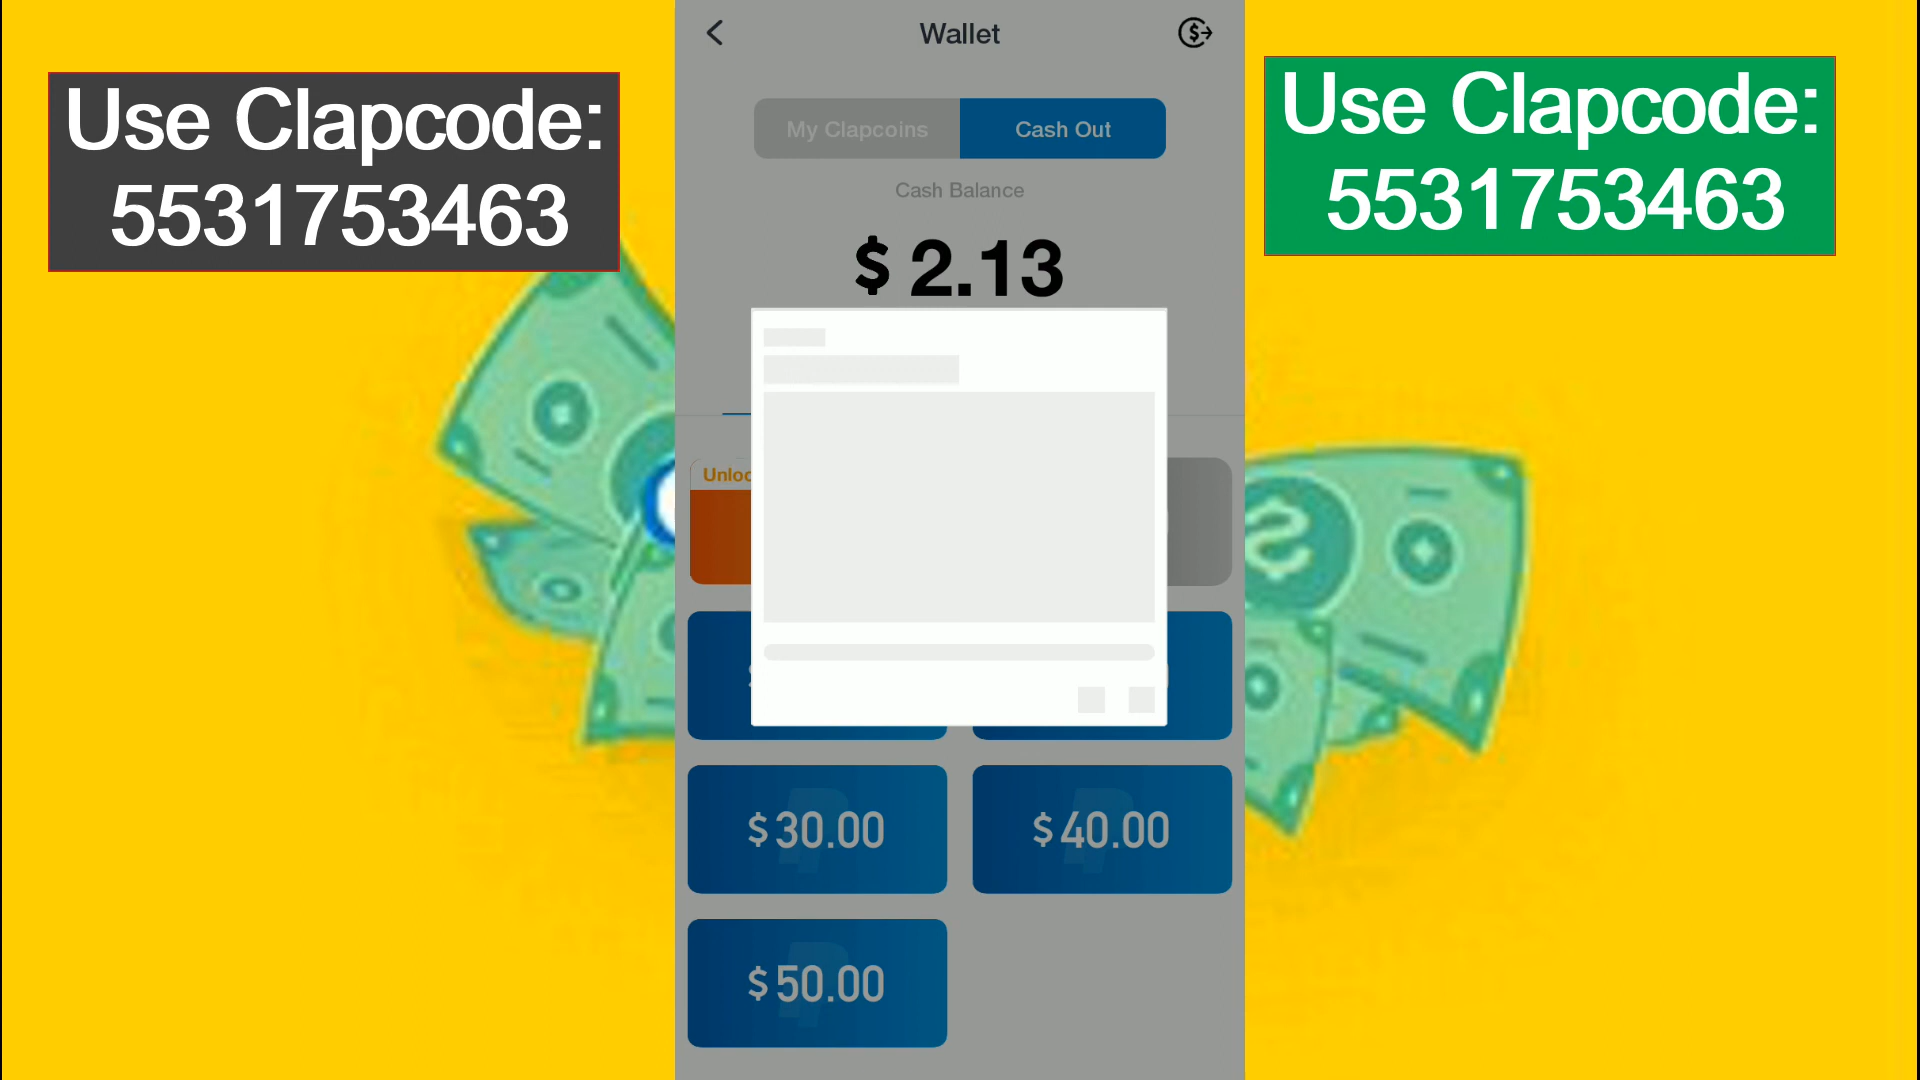 Use Clapcode:
5531753463
Wallet
My Clapcoins
Cash Out
Cash Balance
$ 2.13
$ 30.00
$ 40.00
$ 50.00
Use Clapcode:
5531753463